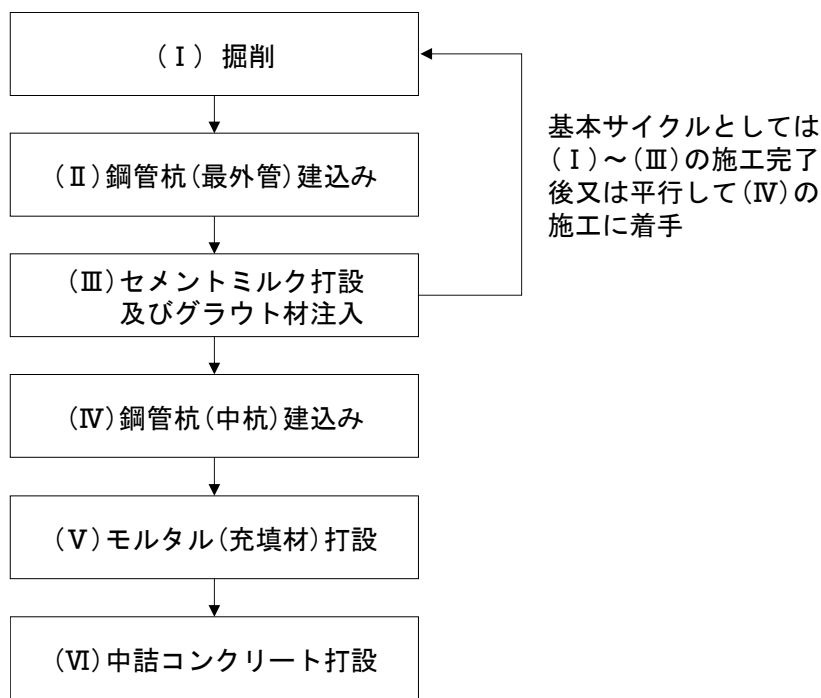 (Ⅰ) 掘削
(Ⅱ)鋼管杭(最外管)建込み
(Ⅲ)セメントミルク打設
及びグラウト材注入
(Ⅳ)鋼管杭(中杭)建込み
(Ⅴ)モルタル(充填材)打設
(Ⅵ)中詰コンクリート打設
基本サイクルとしては
(Ⅰ)～(Ⅲ)の施工完了
後又は平行して(Ⅳ)の
施工に着手